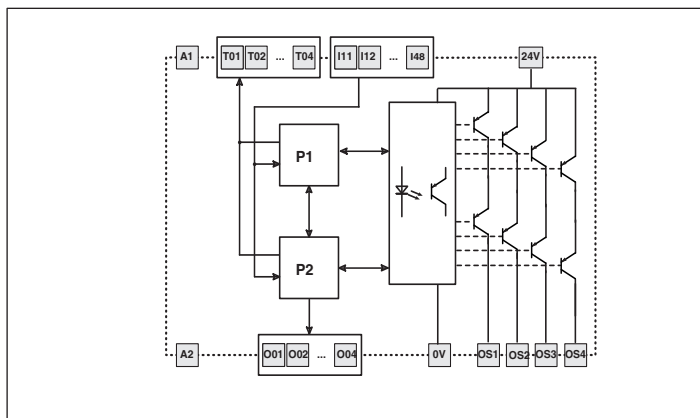 A1 T01 T02 ... T04 I11 I12 ... I48 24V
P1
P2
A2 O01 O02 ... O04 0V OS1 OS2 OS3 OS4